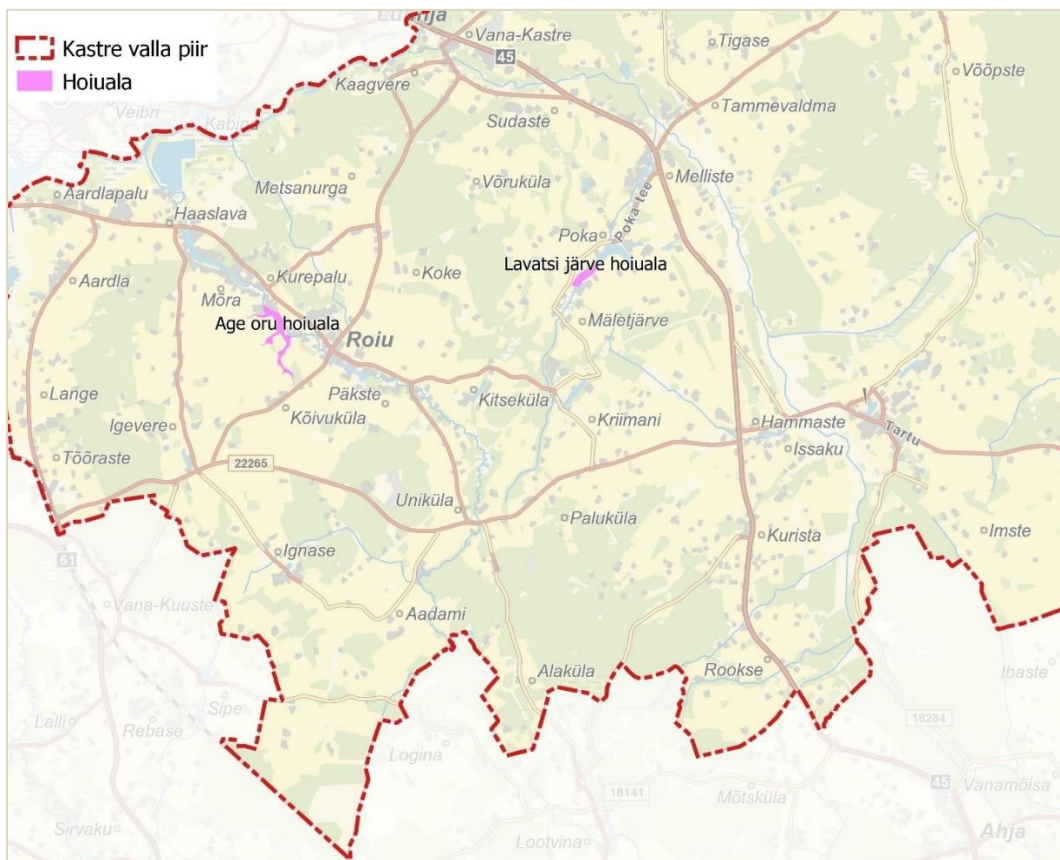 Kastre valla piir
Hoiuala
Luunja
Vana-Kastre
Tigase
45
Võõpste
Kaagvere
Veibri
Kabina
Sudaste
Tammevaldma
Metsanurga
Võruküla
Melliste
Aardlapalu
Poka tee
Haaslava
Poka
Lavatsi järve hoiuala
Koke
Kurepalu
Aardla
Mõra
Age oru hoiuala
Mäletjärve
Roiu
Lange
Päkste
Kitseküla
Kõivuküla
Kriimani
Hammaste
Igevere
Tartu
Issaku
Tõõraste
22265
Uniküla
Paluküla
Imste
Kurista
Ignase
61
Vana-Kuuste
Aadami
Alaküla
Rookse
Ibaste
Sipe
Lalli
Rebase
18284
Logina
45
Vanamõisa
18141
Mõtsküla
Sirvaku
Lootvina
Ahja